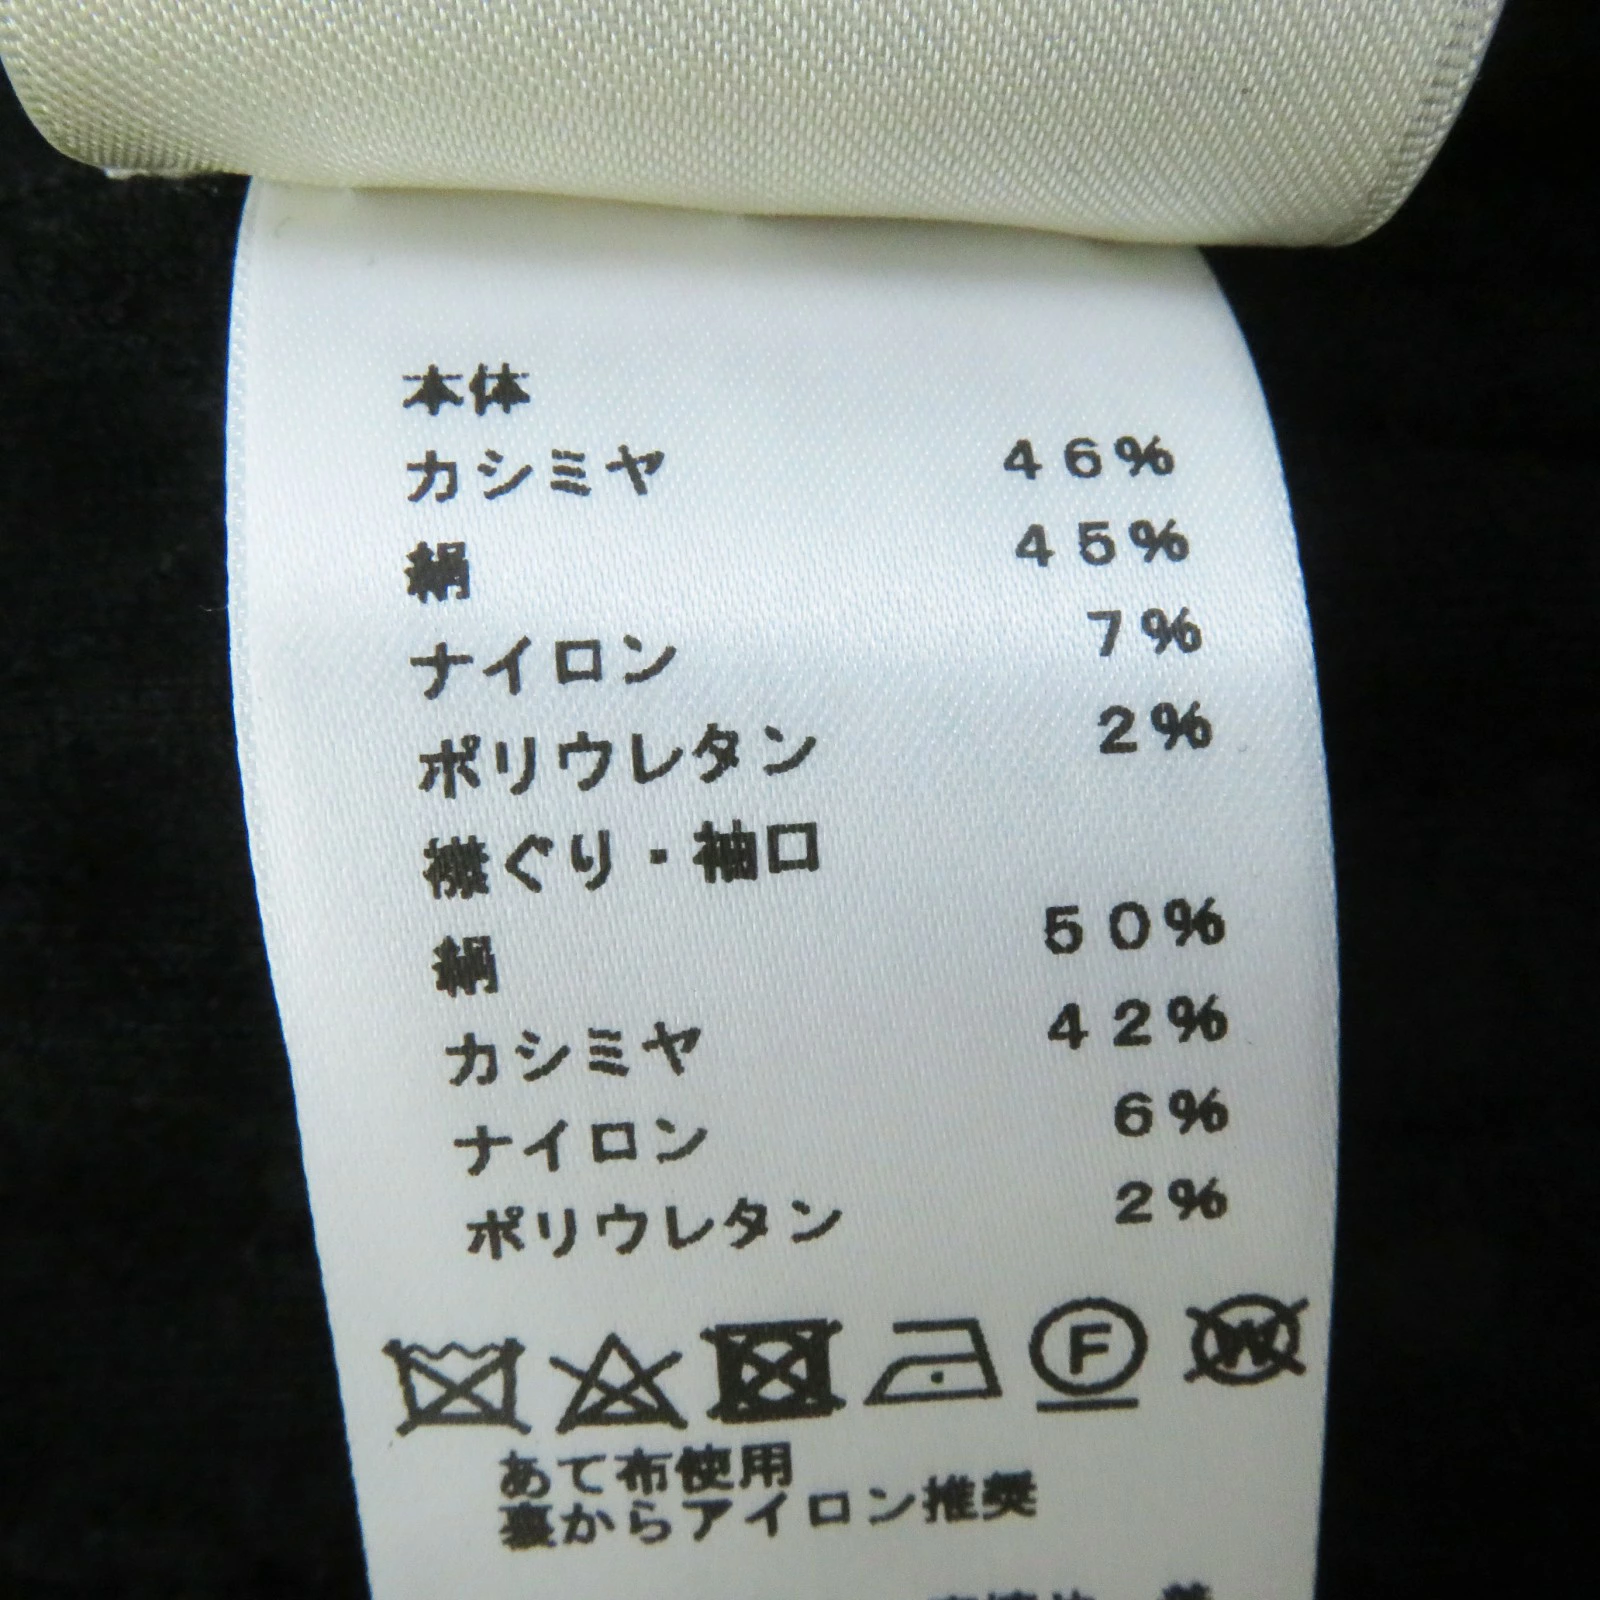 本体
カシミヤ 46%
絹 45%
ナイロン 7%
ポリウレタン 2%
襟ぐり・袖口
絹 50%
カシミヤ 42%
ナイロン 6%
ポリウレタン 2%
F W
あて布使用
裏からアイロン推奨